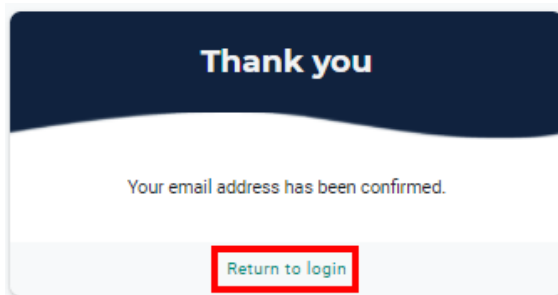 Thank you
Your email address has been confirmed.
Return to login